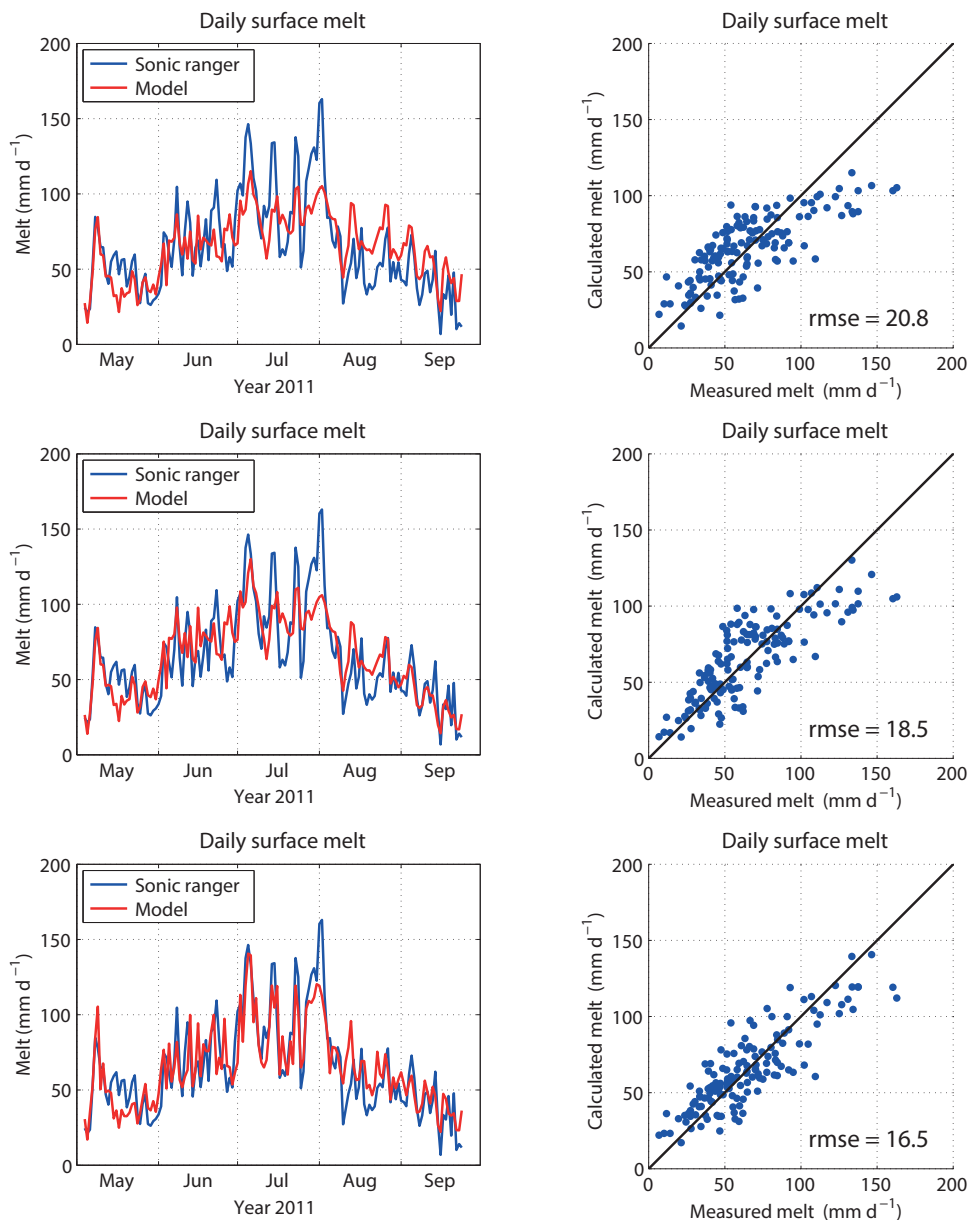 Daily surface melt
200
150
100
50
0
Melt (mm d⁻¹)
Sonic ranger
Model
May Jun Jul Aug Sep
Year 2011
Daily surface melt
200
150
100
50
0
Calculated melt (mm d⁻¹)
rmse = 20.8
0 50 100 150 200
Measured melt (mm d⁻¹)
Daily surface melt
200
150
100
50
0
Melt (mm d⁻¹)
Sonic ranger
Model
May Jun Jul Aug Sep
Year 2011
Daily surface melt
200
150
100
50
0
Calculated melt (mm d⁻¹)
rmse = 18.5
0 50 100 150 200
Measured melt (mm d⁻¹)
Daily surface melt
200
150
100
50
0
Melt (mm d⁻¹)
Sonic ranger
Model
May Jun Jul Aug Sep
Year 2011
Daily surface melt
200
150
100
50
0
Calculated melt (mm d⁻¹)
rmse = 16.5
0 50 100 150 200
Measured melt (mm d⁻¹)